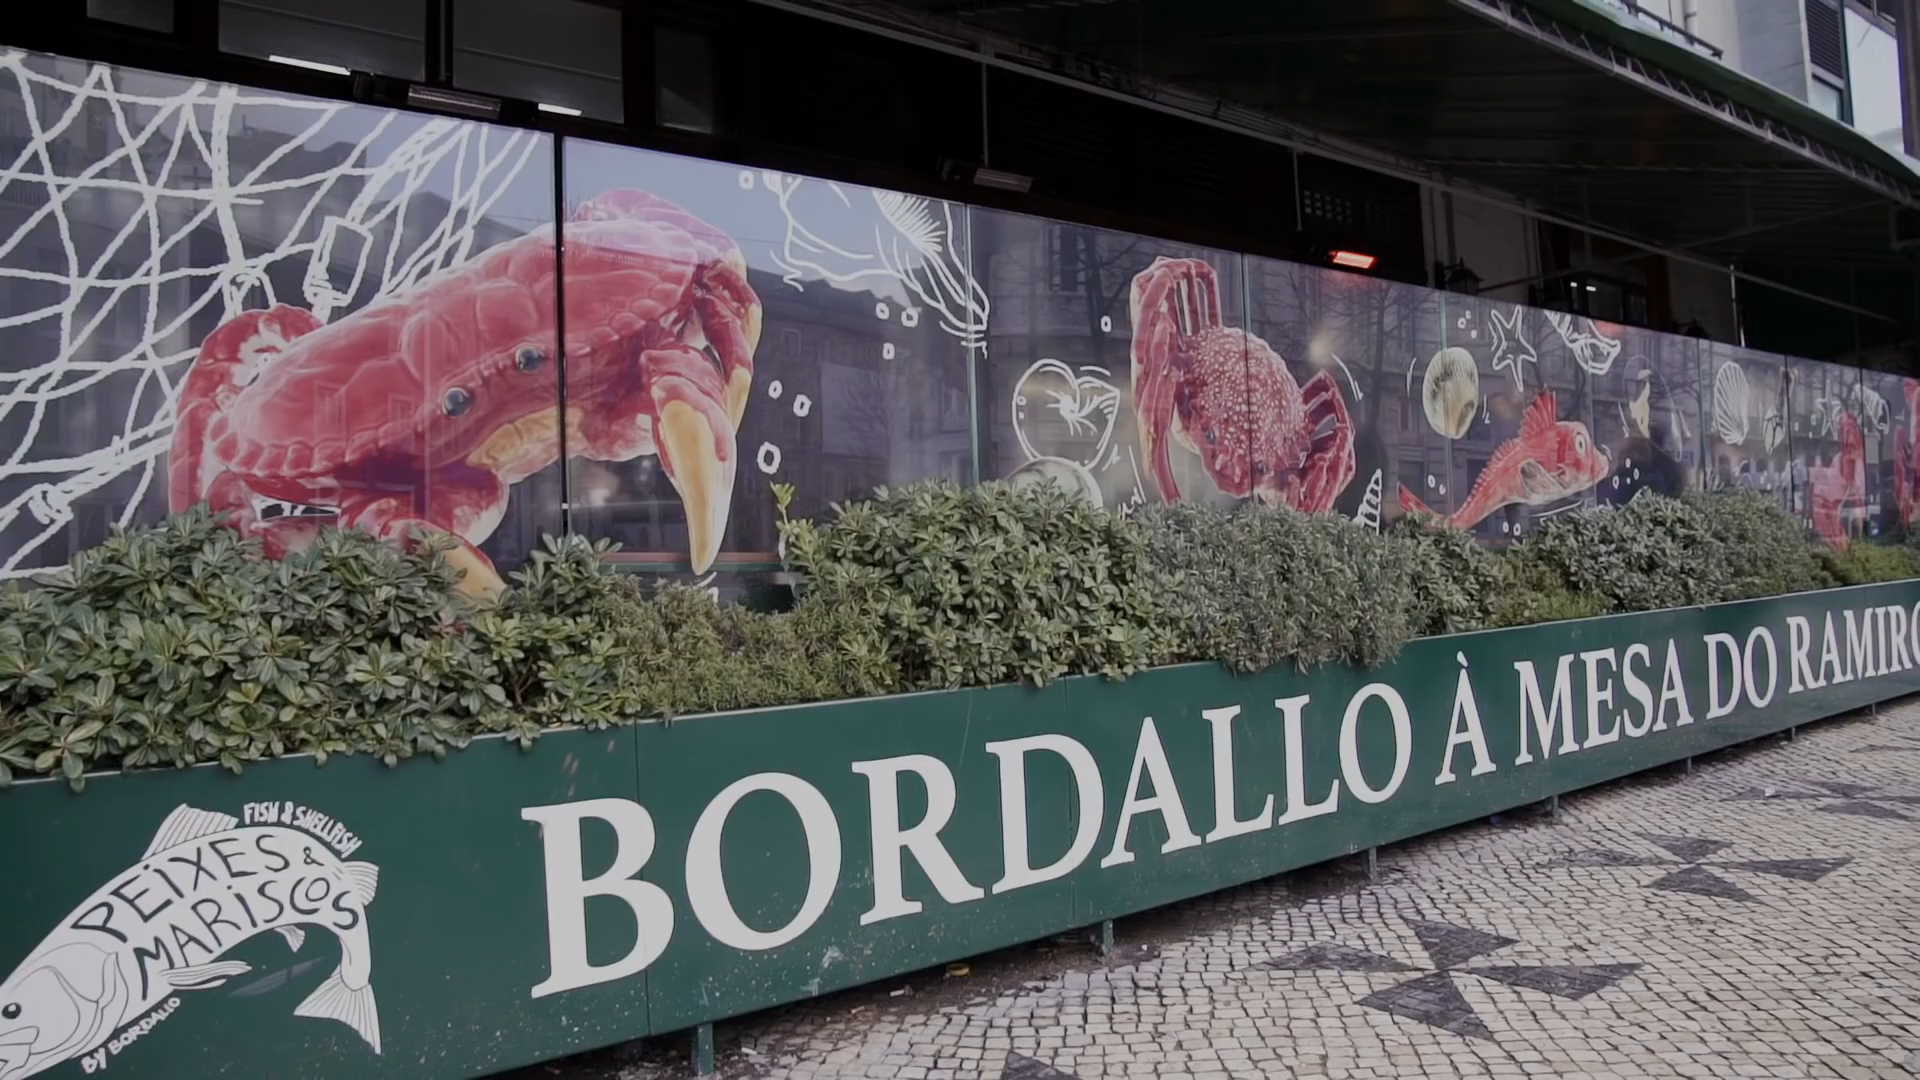 FISH & SHELLFISH
PEIXES &
MARISCOS
BY BORDALLO
BORDALLO À MESA DO RAMIRO